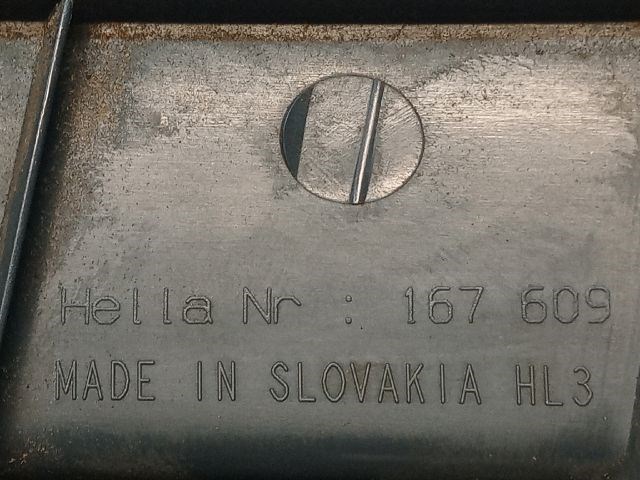 Hella Nr : 167 609
MADE IN SLOVAKIA HL3